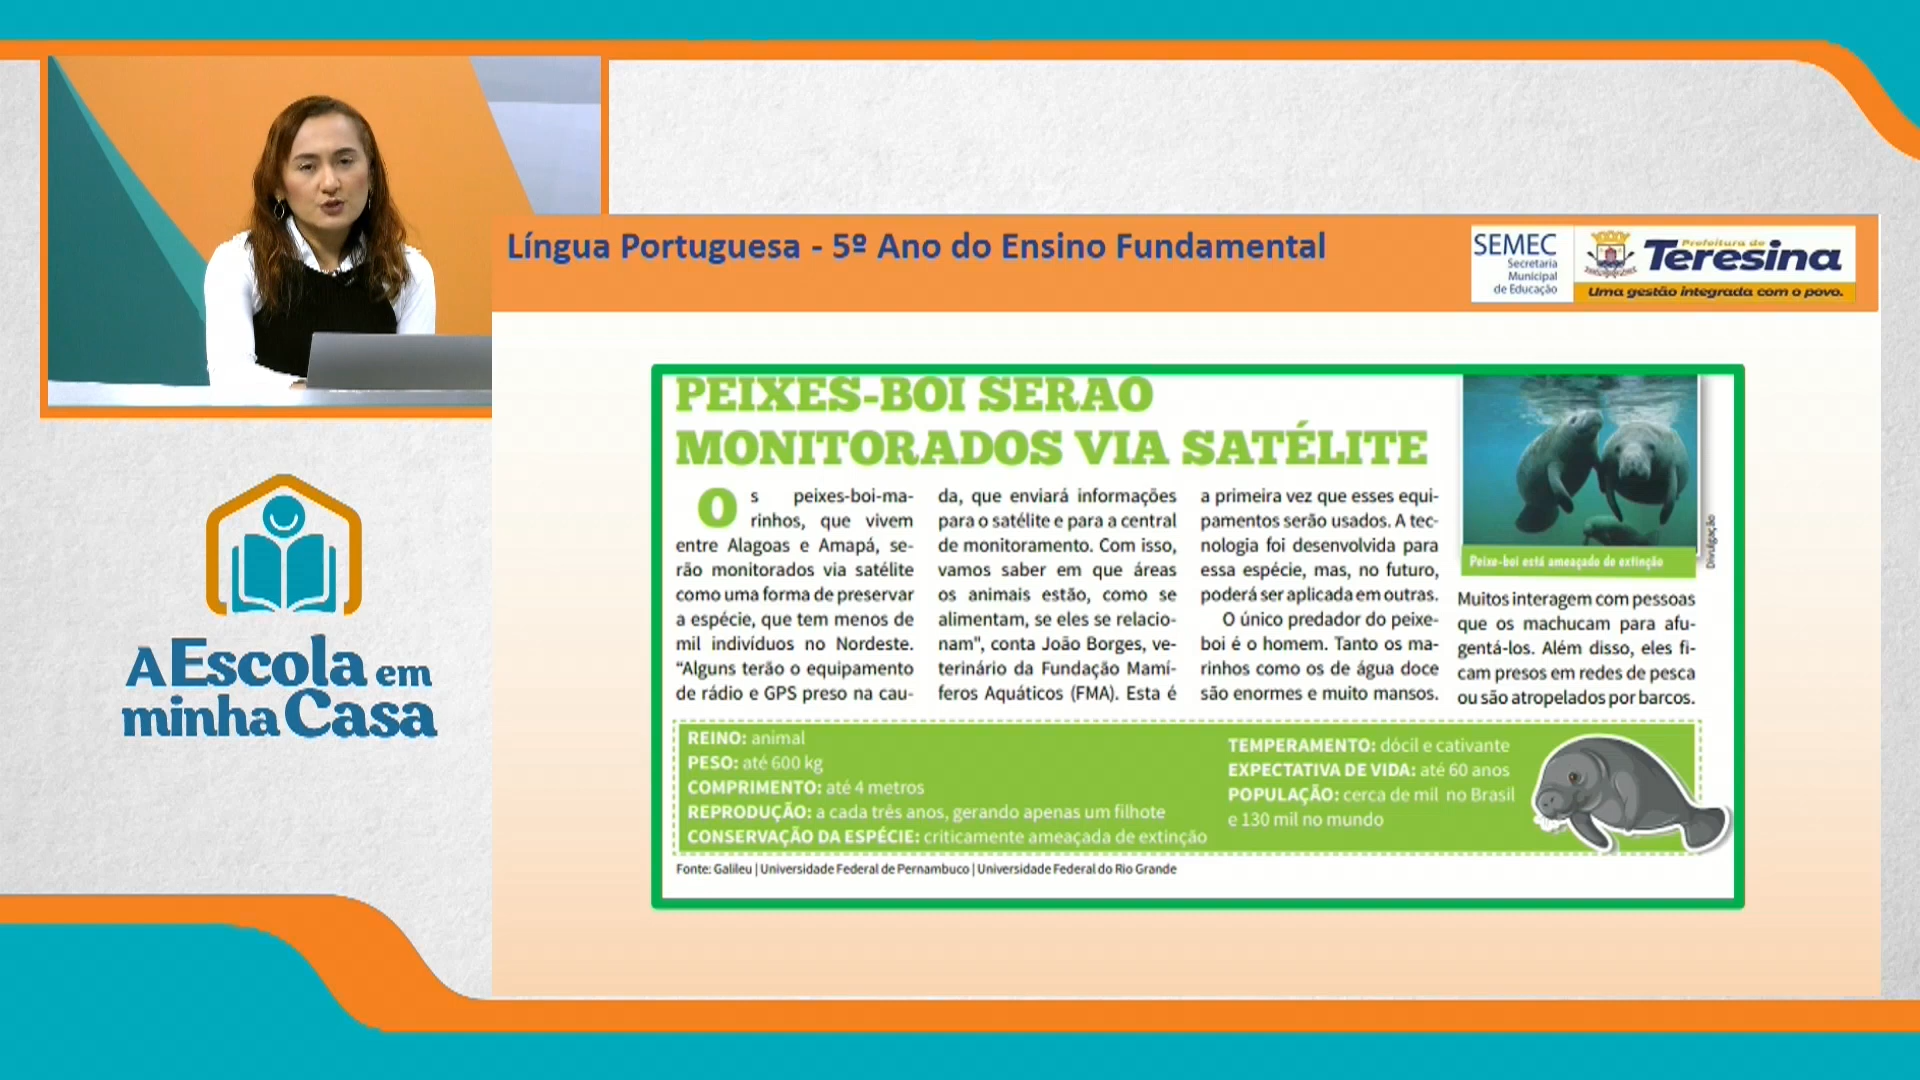 Língua Portuguesa - 5º Ano do Ensino Fundamental
SEMEC
Secretaria
Municipal
de Educação
Prefeitura de
Teresina
Uma gestão integrada com o povo.
PEIXES-BOI SERÃO
MONITORADOS VIA SATÉLITE
Os peixes-boi-ma-
rinhos, que vivem
entre Alagoas e Amapá, se-
rão monitorados via satélite
como uma forma de preservar
a espécie, que tem menos de
mil indivíduos no Nordeste.
“Alguns terão o equipamento
de rádio e GPS preso na cau-
da, que enviará informações
para o satélite e para a central
de monitoramento. Com isso,
vamos saber em que áreas
os animais estão, como se
alimentam, se eles se relacio-
nam", conta João Borges, ve-
terinário da Fundação Mamí-
feros Aquáticos (FMA). Esta é
a primeira vez que esses equi-
pamentos serão usados. A tec-
nologia foi desenvolvida para
essa espécie, mas, no futuro,
poderá ser aplicada em outras.
O único predador do peixe-
boi é o homem. Tanto os ma-
rinhos como os de água doce
são enormes e muito mansos.
Peixe-boi está ameaçado de extinção
Divulgação
Muitos interagem com pessoas
que os machucam para afu-
gentá-los. Além disso, eles fi-
cam presos em redes de pesca
ou são atropelados por barcos.
REINO: animal
PESO: até 600 kg
COMPRIMENTO: até 4 metros
REPRODUÇÃO: a cada três anos, gerando apenas um filhote
CONSERVAÇÃO DA ESPÉCIE: criticamente ameaçada de extinção
TEMPERAMENTO: dócil e cativante
EXPECTATIVA DE VIDA: até 60 anos
POPULAÇÃO: cerca de mil no Brasil
e 130 mil no mundo
Fonte: Galileu | Universidade Federal de Pernambuco | Universidade Federal do Rio Grande
A Escola em
minha Casa